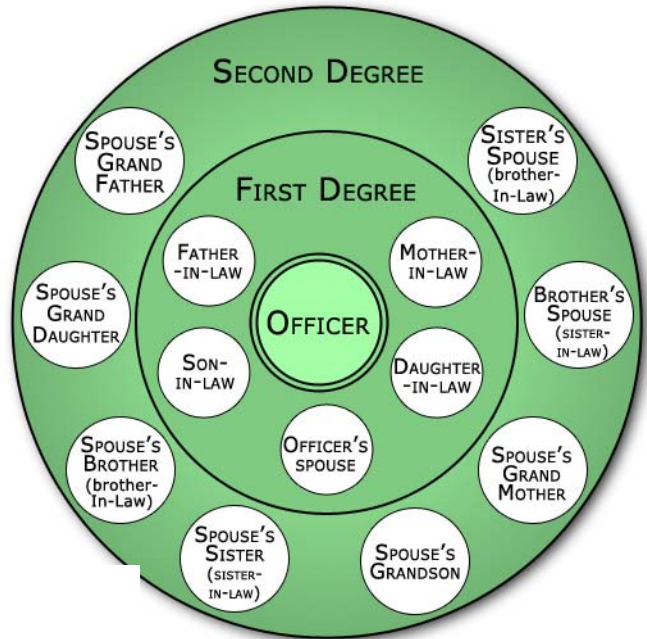 SECOND DEGREE
SPOUSE'S
GRAND
FATHER
SISTER'S
SPOUSE
(brother-
In-Law)
FIRST DEGREE
FATHER
-IN-LAW
MOTHER-
IN-LAW
OFFICER
SPOUSE'S
GRAND
DAUGHTER
BROTHER'S
SPOUSE
(SISTER-
IN-LAW)
SON-
IN-LAW
DAUGHTER
-IN-LAW
OFFICER'S
SPOUSE
SPOUSE'S
BROTHER
(brother-
In-Law)
SPOUSE'S
GRAND
MOTHER
SPOUSE'S
SISTER
(SISTER-
IN-LAW)
SPOUSE'S
GRANDSON